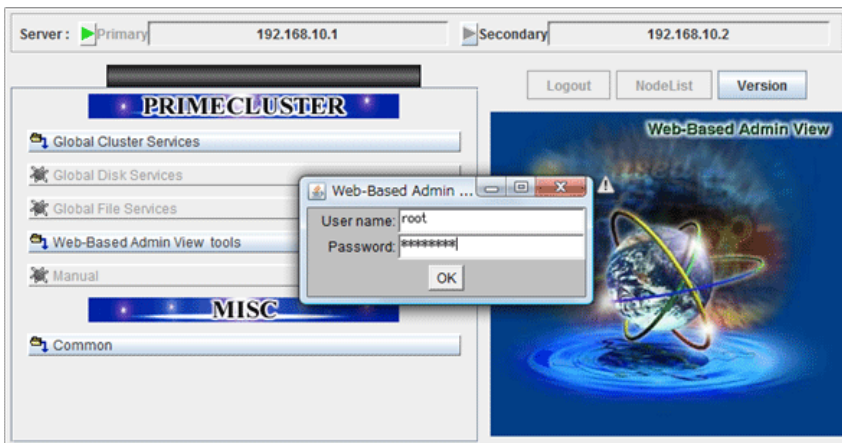 Server : Primary 192.168.10.1 Secondary 192.168.10.2
Logout NodeList Version
PRIMECLUSTER
Global Cluster Services
Global Disk Services
Global File Services
Web-Based Admin View tools
Manual
MISC
Common
Web-Based Admin View
Web-Based Admin ...
User name: root
Password: ********
OK